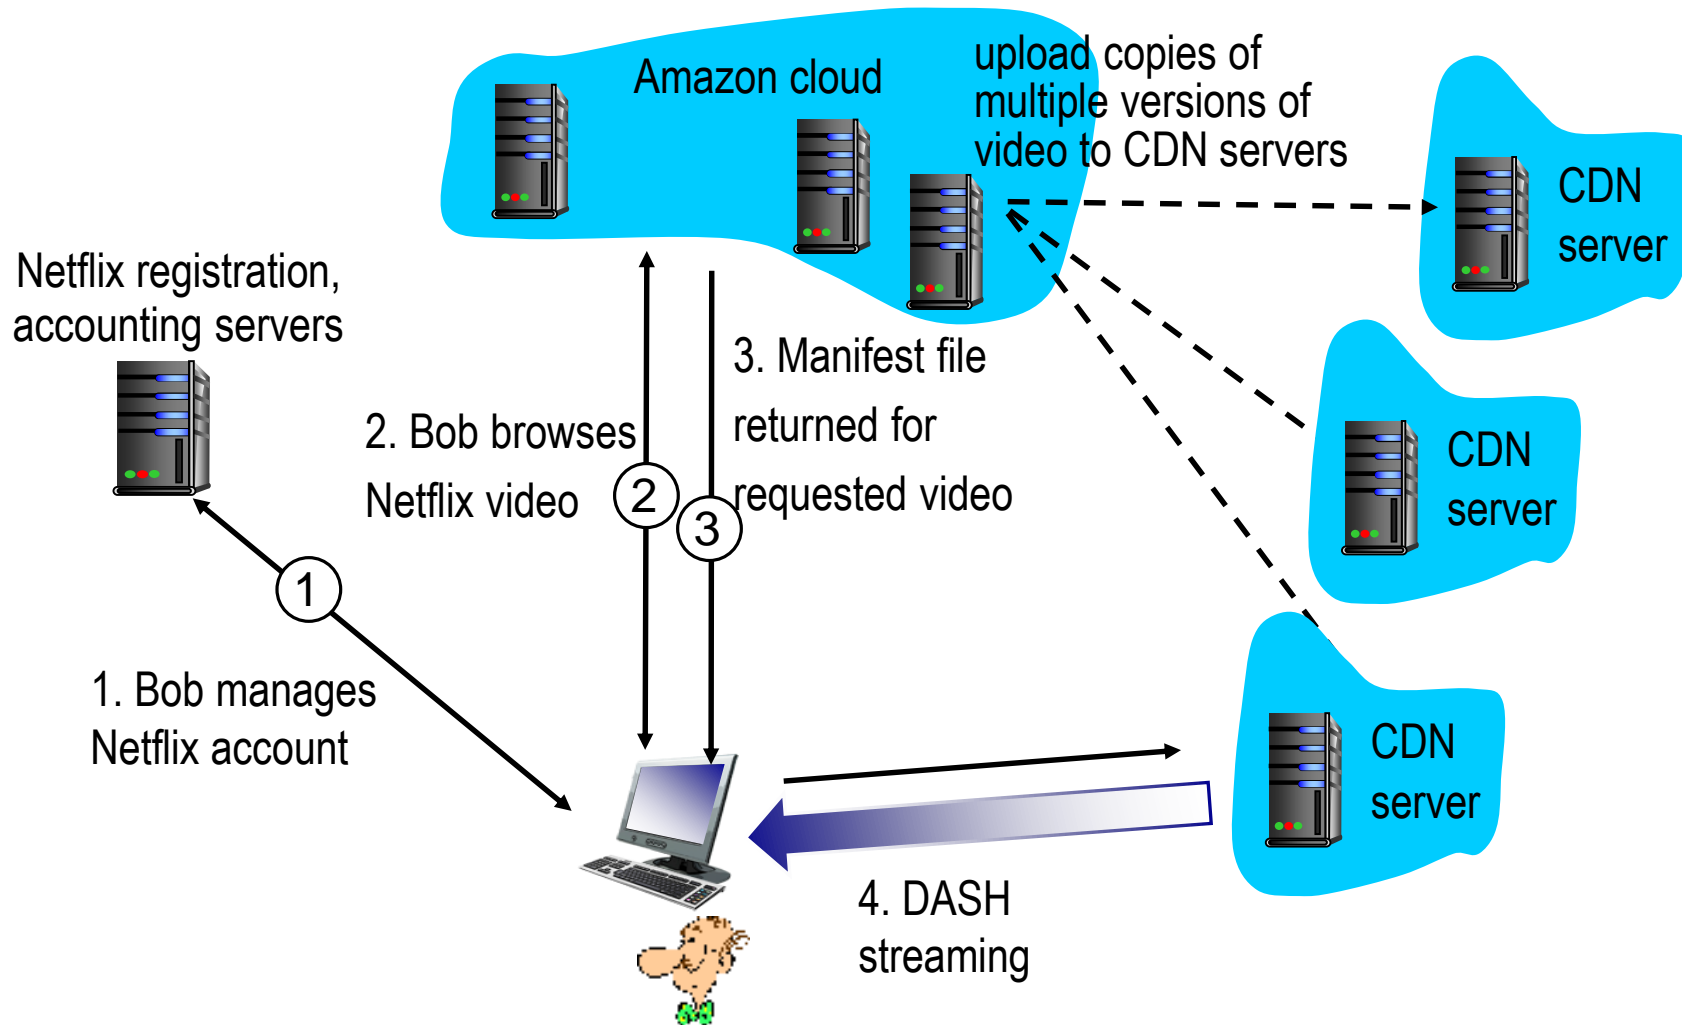 Amazon cloud
upload copies of
multiple versions of
video to CDN servers
CDN
server
Netflix registration,
accounting servers
3. Manifest file
returned for
requested video
2. Bob browses
Netflix video
CDN
server
2
3
1
1. Bob manages
Netflix account
CDN
server
4. DASH
streaming